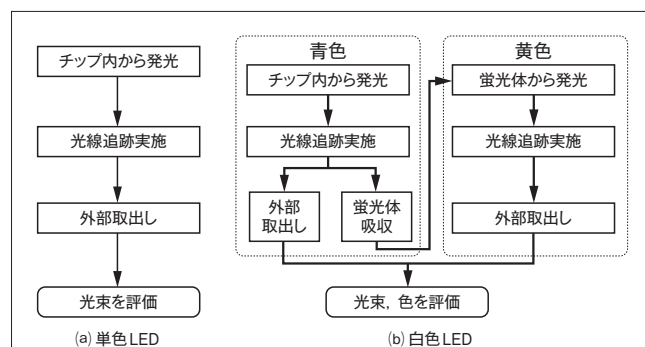 チップ内から発光
光線追跡実施
外部取出し
光束を評価
(a) 単色LED
青色
チップ内から発光
光線追跡実施
外部
取出し
蛍光体
吸収
黄色
蛍光体から発光
光線追跡実施
外部取出し
光束，色を評価
(b) 白色LED